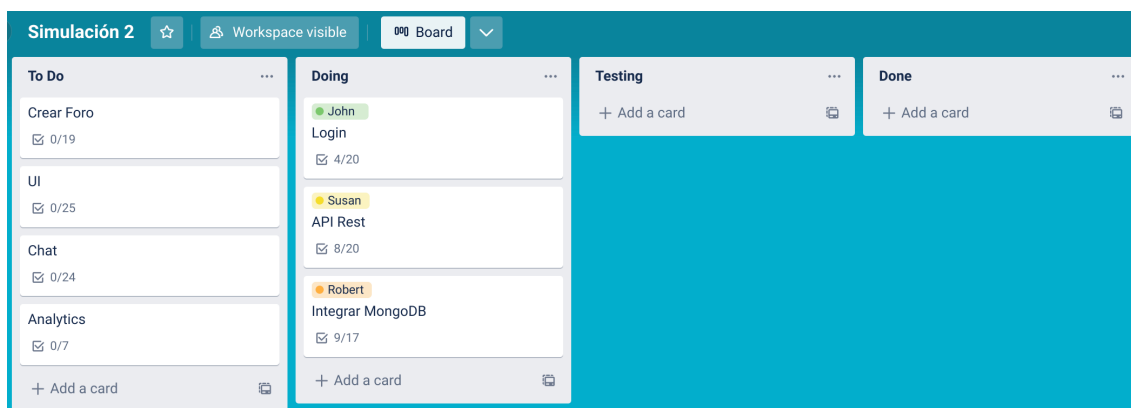 Simulación 2
Workspace visible
Board
To Do
Crear Foro
0/19
UI
0/25
Chat
0/24
Analytics
0/7
+ Add a card
Doing
John
Login
4/20
Susan
API Rest
8/20
Robert
Integrar MongoDB
9/17
+ Add a card
Testing
+ Add a card
Done
+ Add a card